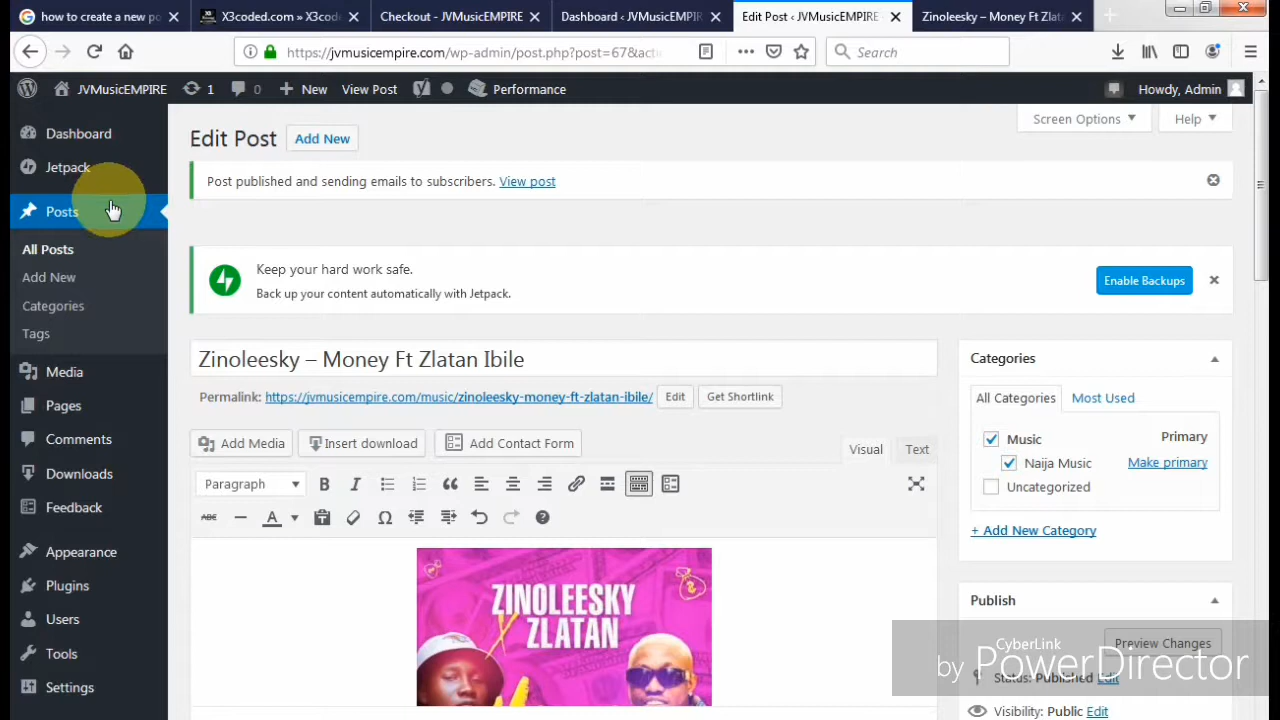 how to create a new po
X3coded.com » X3codec
Checkout - JVMusicEMPIRE
Dashboard ‹ JVMusicEMPIR
Edit Post ‹ JVMusicEMPIRE -
Zinoleesky – Money Ft Zlata
https://jvmusicempire.com/wp-admin/post.php?post=67&acti
Search
JVMusicEMPIRE
1
0
New
View Post
Performance
Howdy, Admin
Dashboard
Jetpack
Posts
All Posts
Add New
Categories
Tags
Media
Pages
Comments
Downloads
Feedback
Appearance
Plugins
Users
Tools
Settings
Screen Options
Help
Edit Post
Add New
Post published and sending emails to subscribers. View post
Keep your hard work safe.
Back up your content automatically with Jetpack.
Enable Backups
Zinoleesky – Money Ft Zlatan Ibile
Permalink: https://jvmusicempire.com/music/zinoleesky-money-ft-zlatan-ibile/
Edit
Get Shortlink
Add Media
Insert download
Add Contact Form
Visual
Text
Paragraph
B
I
ABC
A
ZINOLEESKY
ZLATAN
Categories
All Categories
Most Used
Music
Primary
Naija Music
Make primary
Uncategorized
+ Add New Category
Publish
Preview Changes
Status: Published Edit
Visibility: Public Edit
CyberLink
by PowerDirector